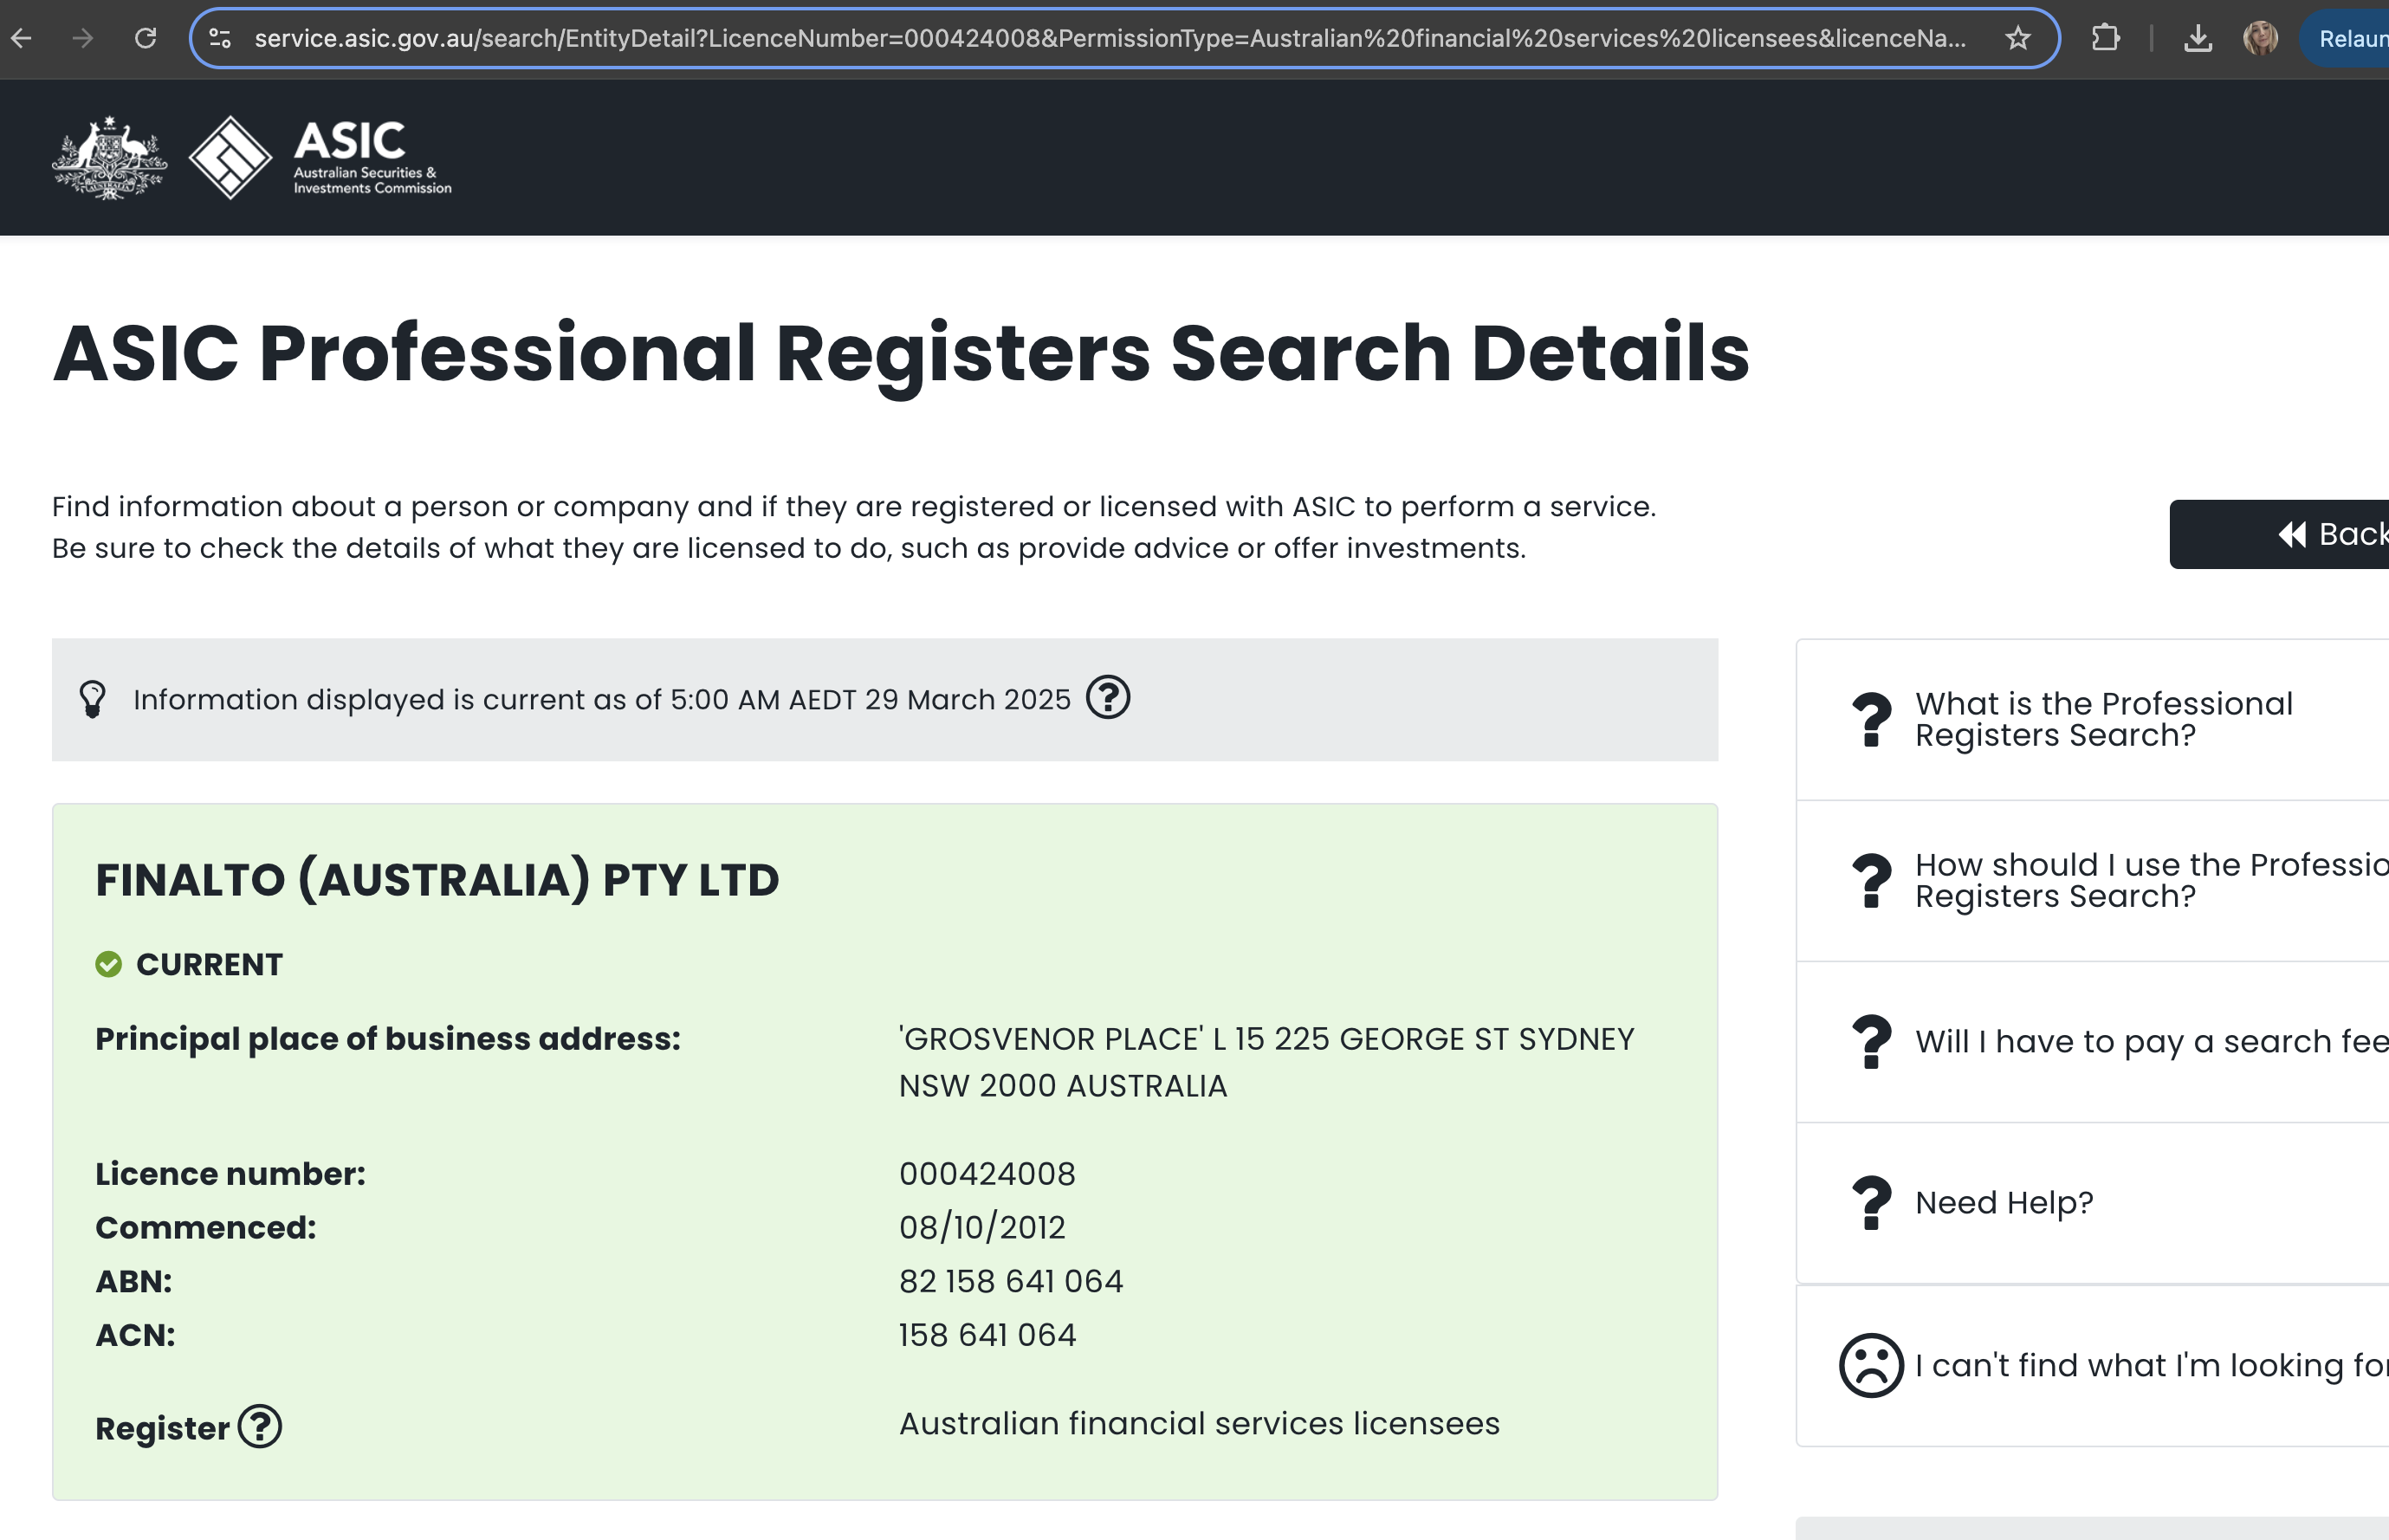 service.asic.gov.au/search/EntityDetail?LicenceNumber=000424008&PermissionType=Australian%20financial%20services%20licensees&licenceNa...
Relaun
ASIC
Australian Securities &
Investments Commission
AUSTRALIA
ASIC Professional Registers Search Details
Find information about a person or company and if they are registered or licensed with ASIC to perform a service.
Be sure to check the details of what they are licensed to do, such as provide advice or offer investments.
Back
Information displayed is current as of 5:00 AM AEDT 29 March 2025
FINALTO (AUSTRALIA) PTY LTD
CURRENT
Principal place of business address:
'GROSVENOR PLACE' L 15 225 GEORGE ST SYDNEY
NSW 2000 AUSTRALIA
Licence number: 000424008
Commenced: 08/10/2012
ABN: 82 158 641 064
ACN: 158 641 064
Register Australian financial services licensees
What is the Professional
Registers Search?
How should I use the Professio
Registers Search?
Will I have to pay a search fee
Need Help?
I can't find what I'm looking for